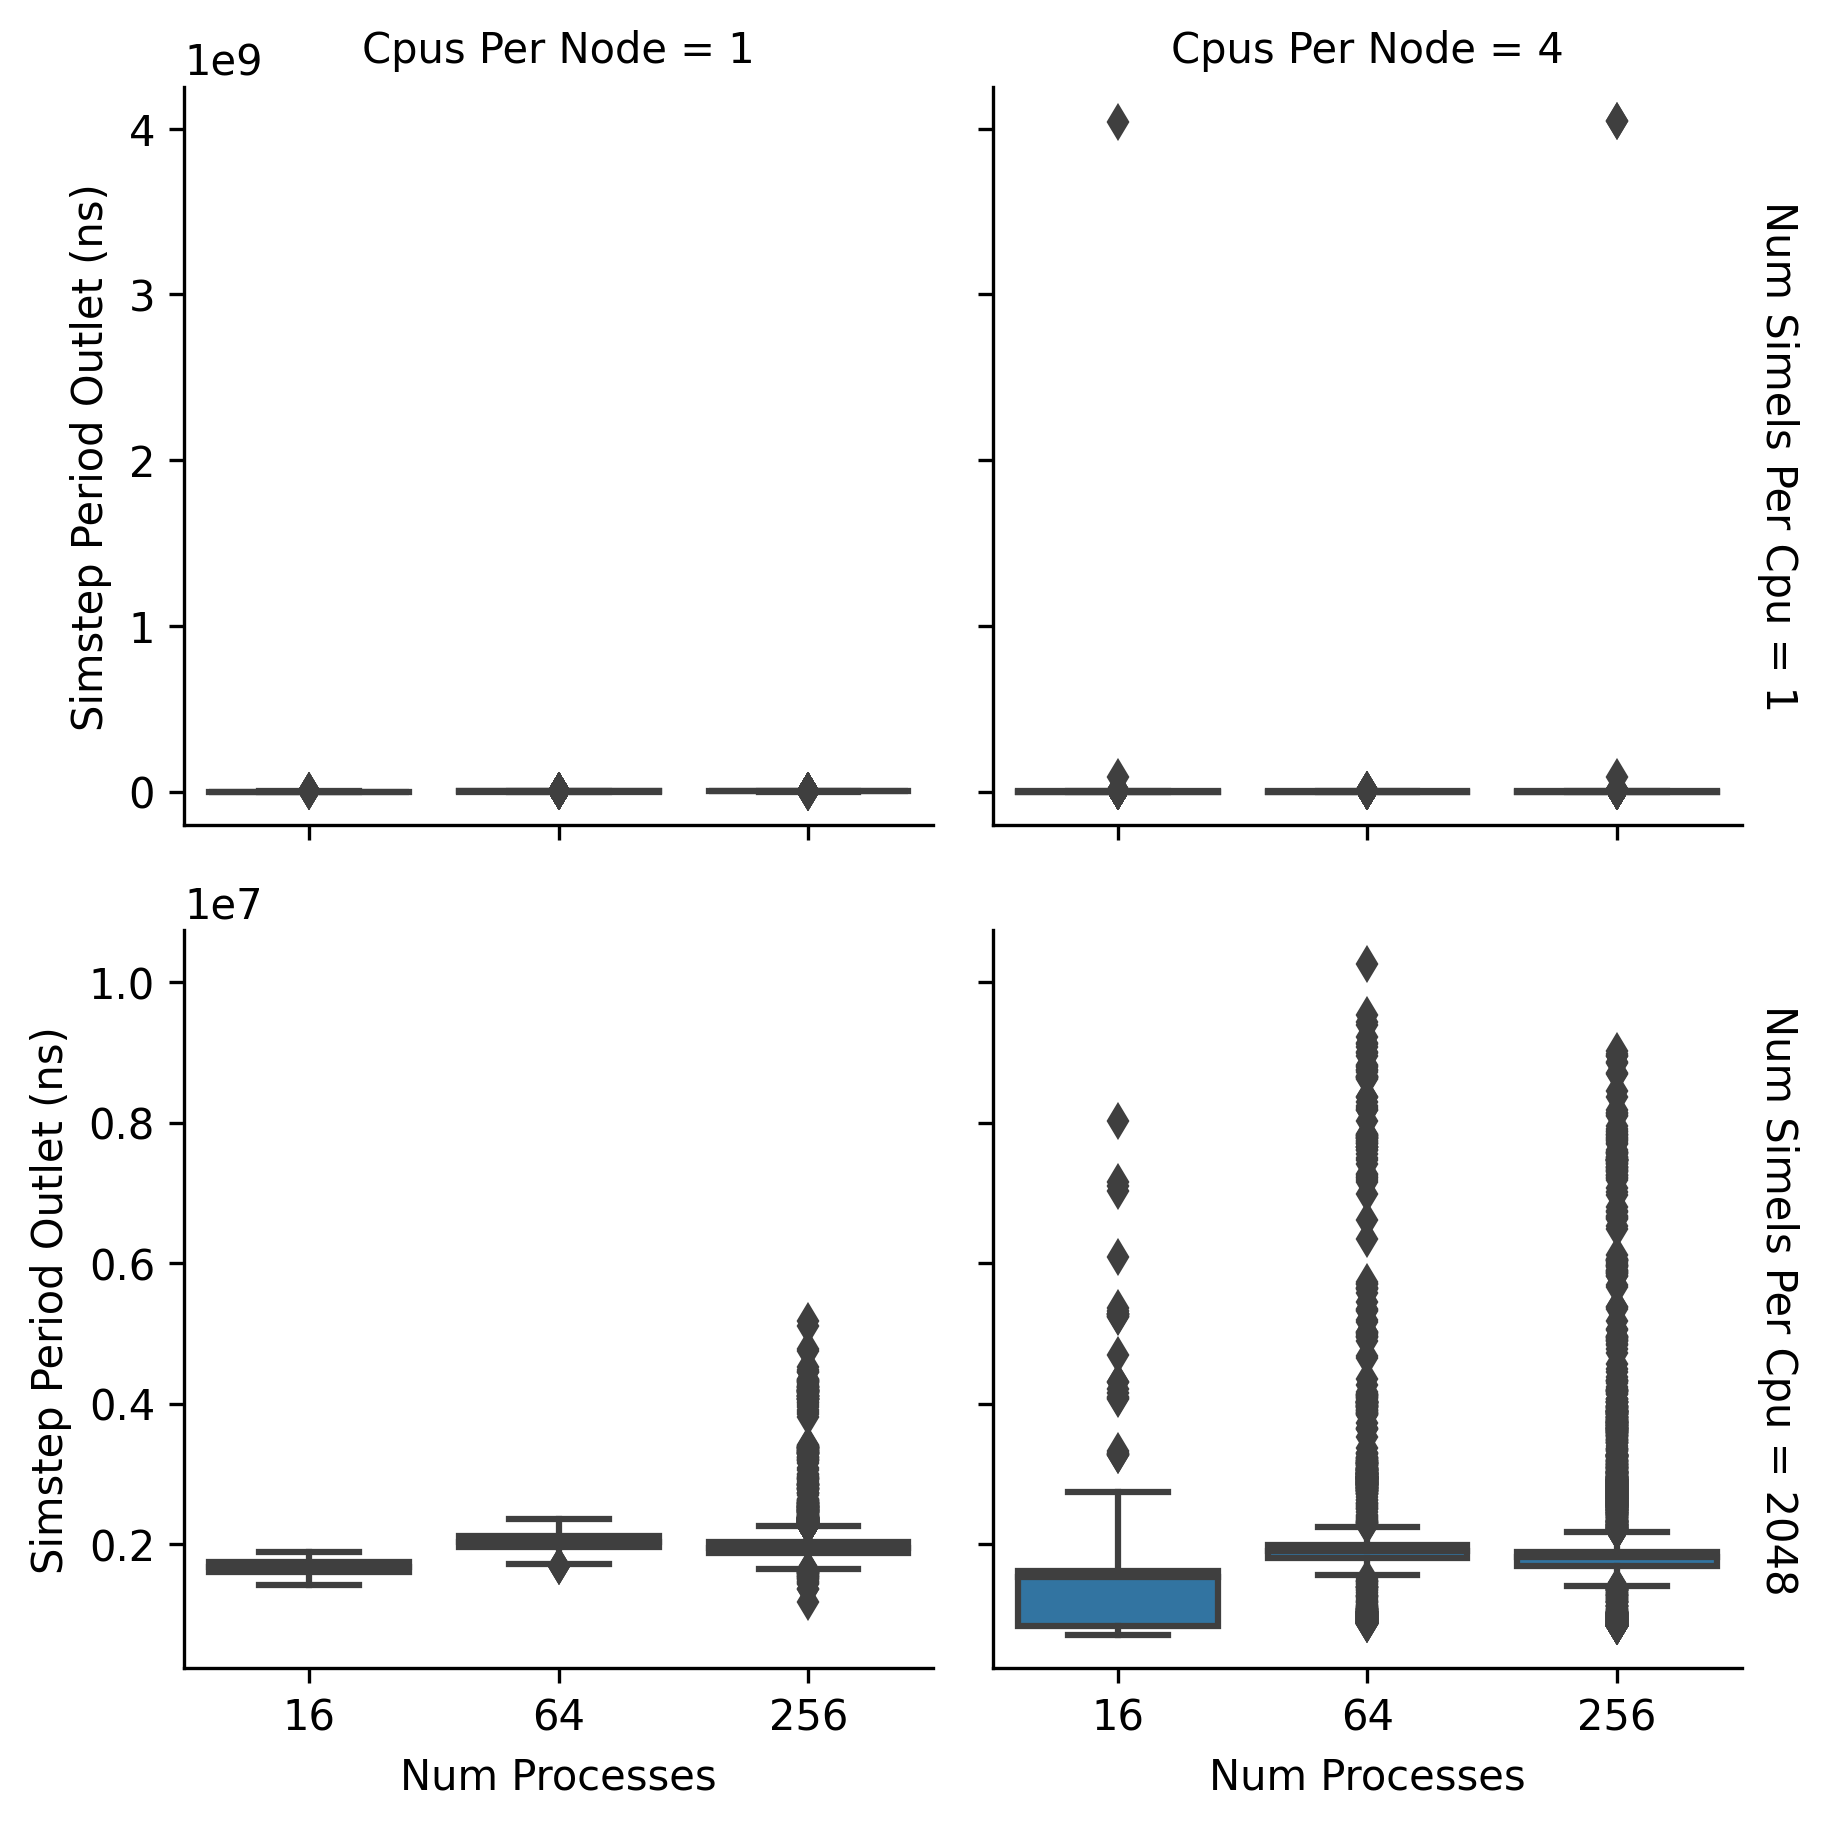 Cpus Per Node = 1
Cpus Per Node = 4
1e9
4
3
2
1
0
Simstep Period Outlet (ns)
Num Simels Per Cpu = 1
1e7
1.0
0.8
0.6
0.4
0.2
Simstep Period Outlet (ns)
Num Simels Per Cpu = 2048
16 64 256
16 64 256
Num Processes
Num Processes